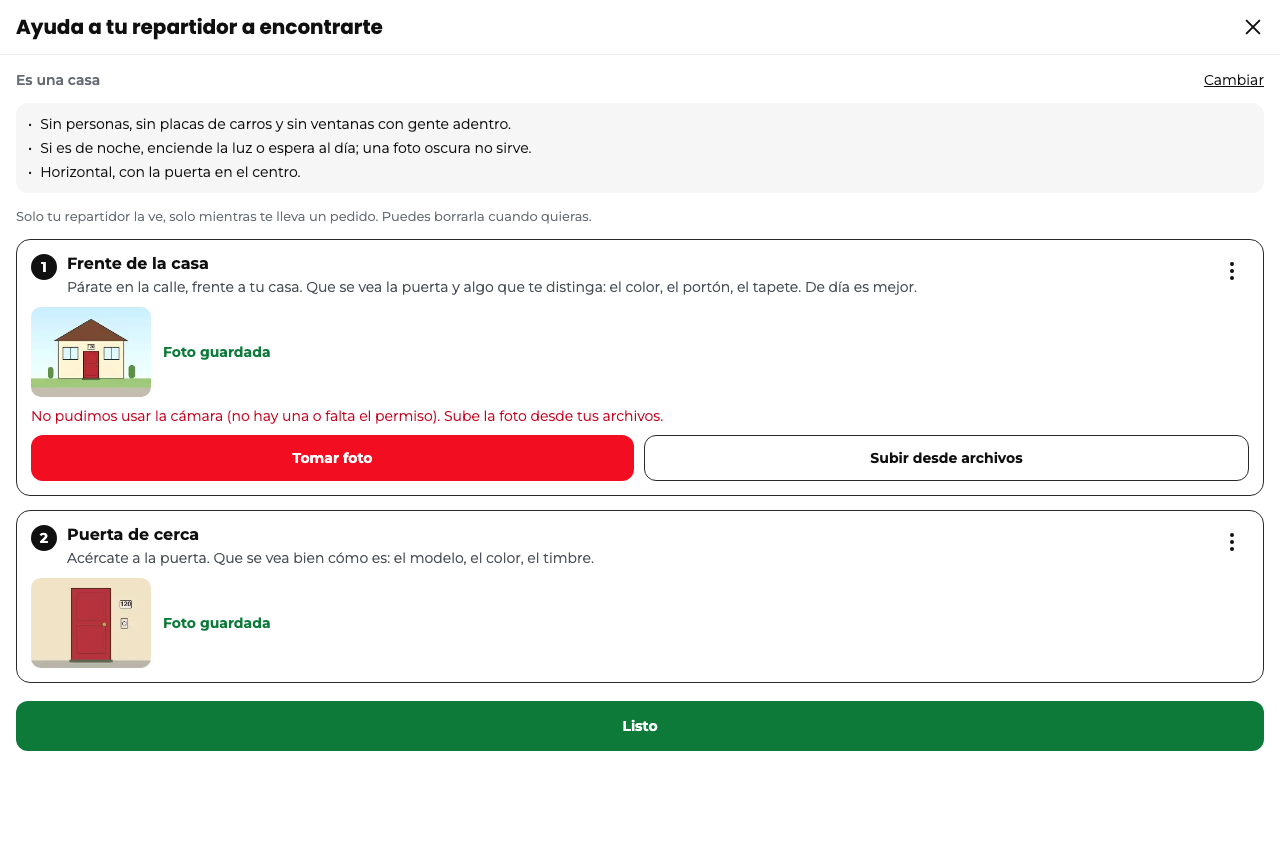 Ayuda a tu repartidor a encontrarte
Es una casa
Cambiar
• Sin personas, sin placas de carros y sin ventanas con gente adentro.
• Si es de noche, enciende la luz o espera al día; una foto oscura no sirve.
• Horizontal, con la puerta en el centro.
Solo tu repartidor la ve, solo mientras te lleva un pedido. Puedes borrarla cuando quieras.
1
Frente de la casa
Párate en la calle, frente a tu casa. Que se vea la puerta y algo que te distinga: el color, el portón, el tapete. De día es mejor.
Foto guardada
No pudimos usar la cámara (no hay una o falta el permiso). Sube la foto desde tus archivos.
Tomar foto
Subir desde archivos
2
Puerta de cerca
Acércate a la puerta. Que se vea bien cómo es: el modelo, el color, el timbre.
120
Foto guardada
Listo